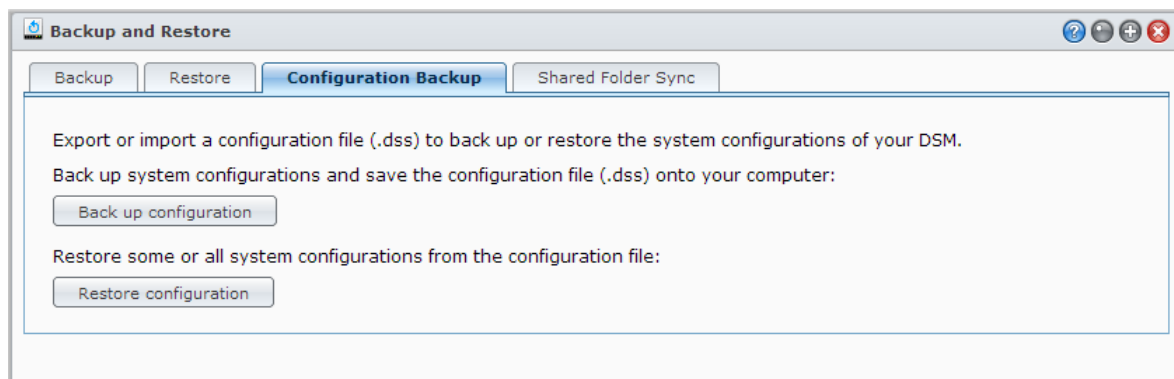 Backup and Restore
Backup Restore Configuration Backup Shared Folder Sync
Export or import a configuration file (.dss) to back up or restore the system configurations of your DSM.
Back up system configurations and save the configuration file (.dss) onto your computer:
Back up configuration
Restore some or all system configurations from the configuration file:
Restore configuration